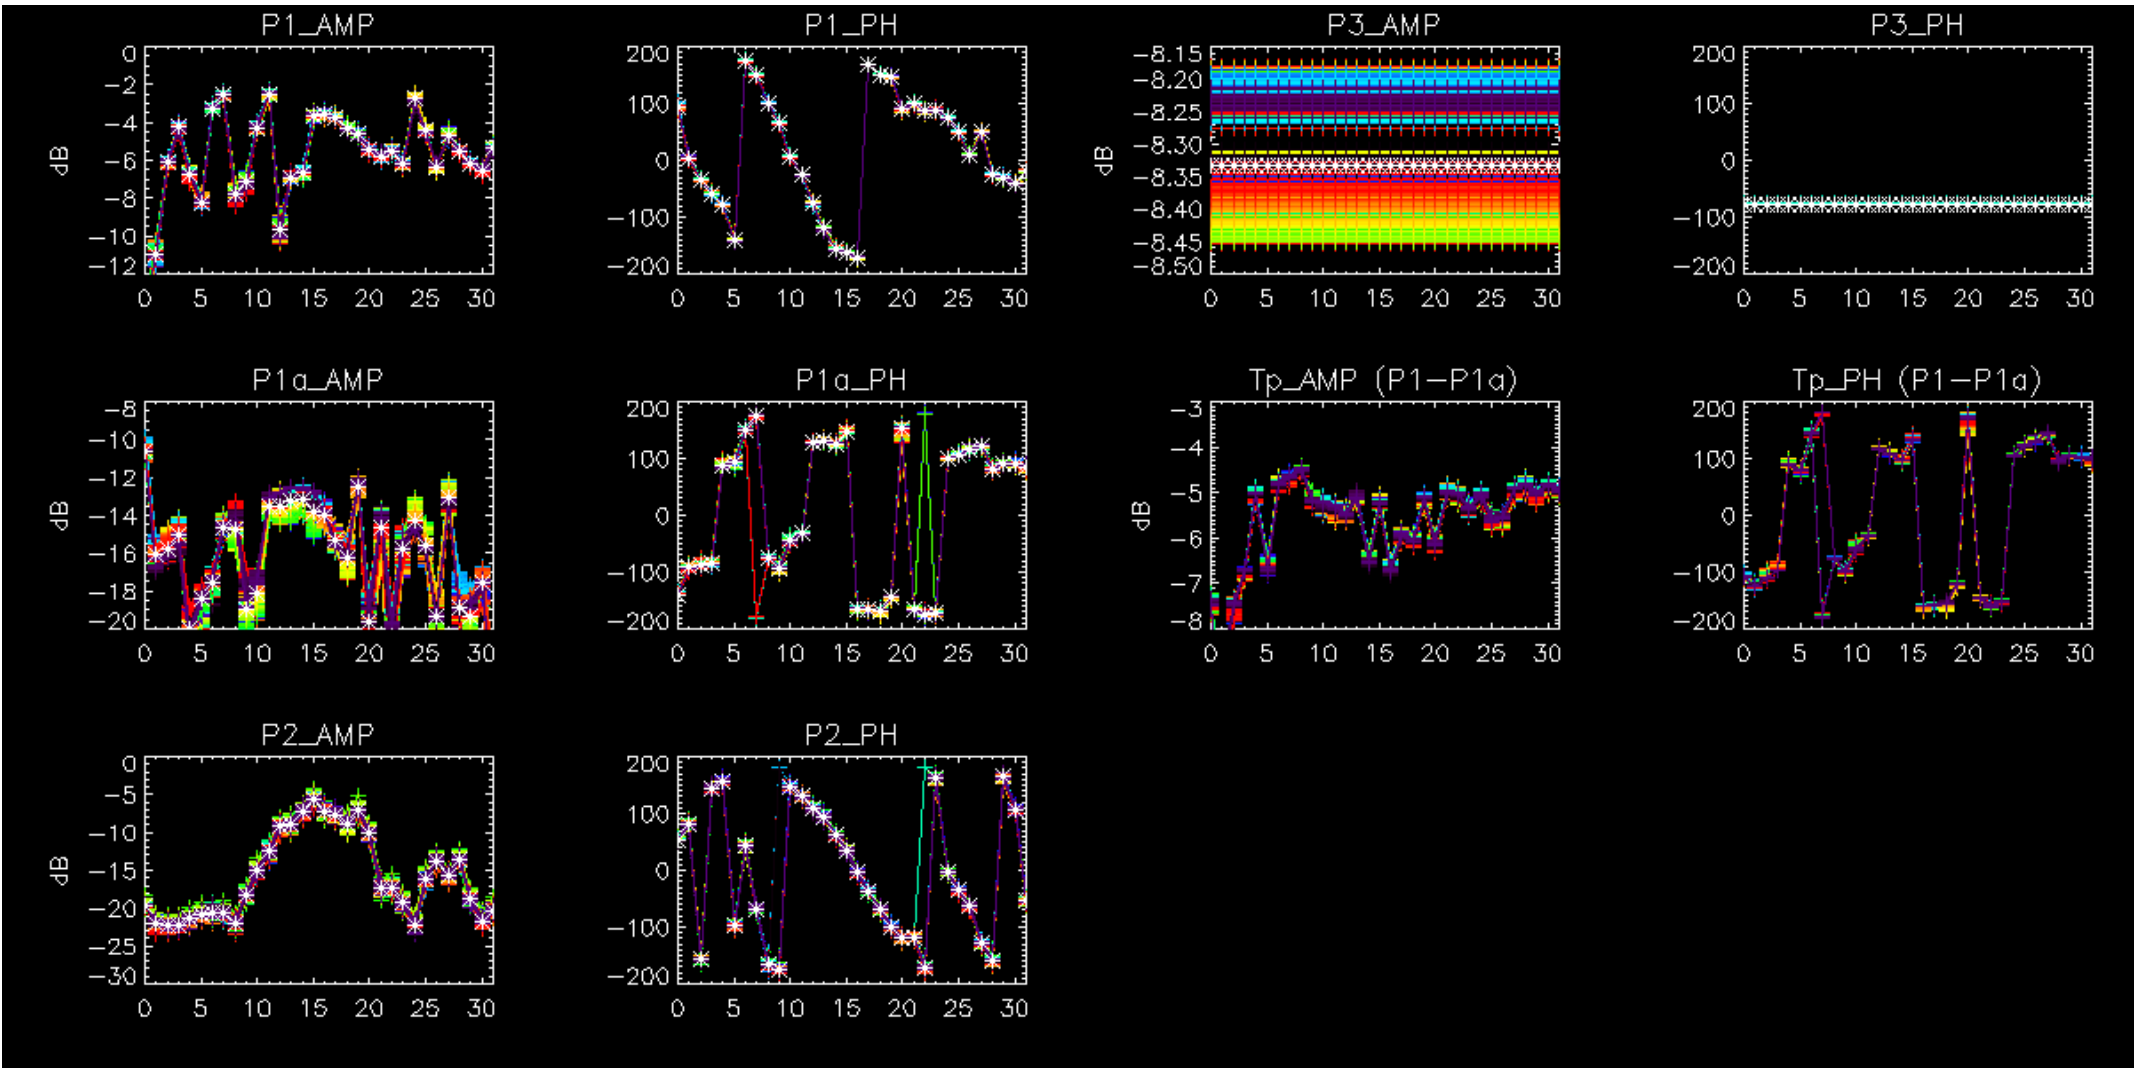 P1_AMP
0
-2
-4
-6
-8
-10
-12
dB
0 5 10 15 20 25 30
P1_PH
200
100
0
-100
-200
0 5 10 15 20 25 30
P3_AMP
-8.15
-8.20
-8.25
-8.30
-8.35
-8.40
-8.45
-8.50
dB
0 5 10 15 20 25 30
P3_PH
200
100
0
-100
-200
0 5 10 15 20 25 30
P1a_AMP
-8
-10
-12
-14
-16
-18
-20
dB
0 5 10 15 20 25 30
P1a_PH
200
100
0
-100
-200
0 5 10 15 20 25 30
Tp_AMP (P1-P1a)
-3
-4
-5
-6
-7
-8
dB
0 5 10 15 20 25 30
Tp_PH (P1-P1a)
200
100
0
-100
-200
0 5 10 15 20 25 30
P2_AMP
0
-5
-10
-15
-20
-25
-30
dB
0 5 10 15 20 25 30
P2_PH
200
100
0
-100
-200
0 5 10 15 20 25 30